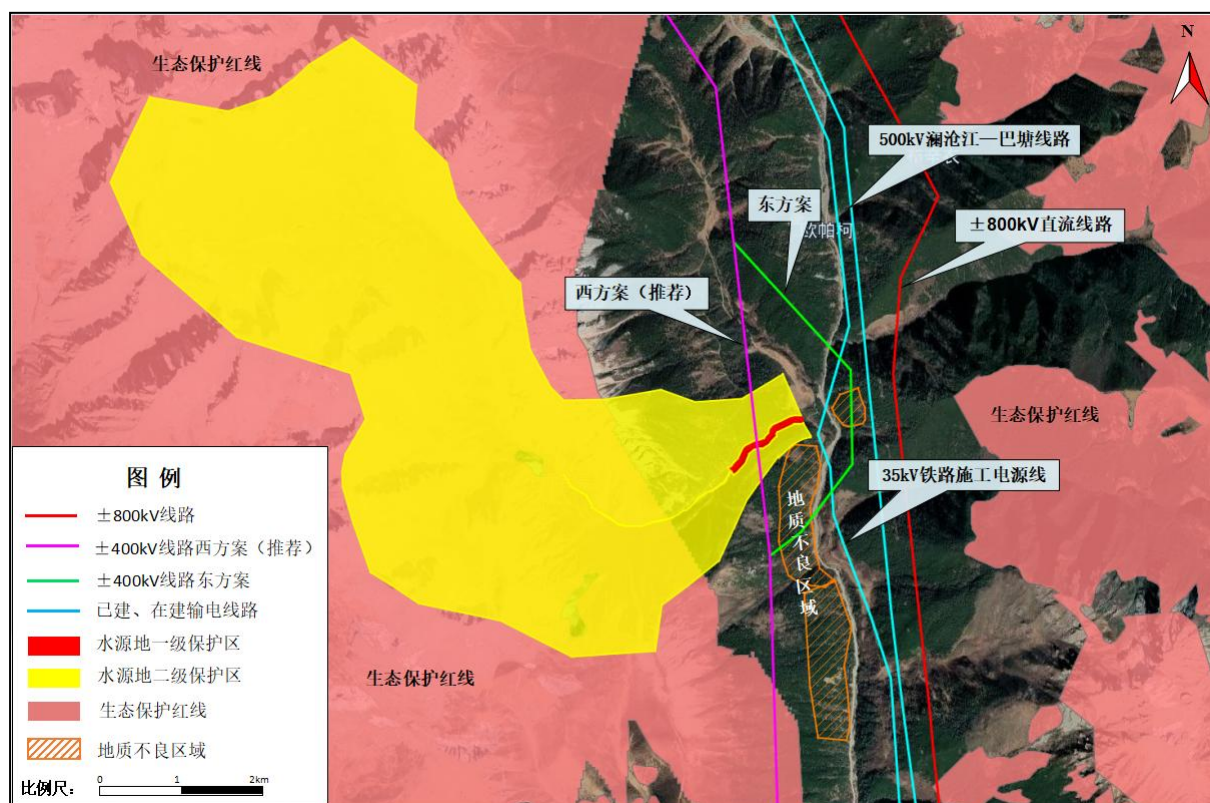 生态保护红线
N
500kV澜沧江—巴塘线路
东方案
欧帕柯
±800kV直流线路
西方案（推荐）
生态保护红线
图 例
±800kV线路
±400kV线路西方案（推荐）
±400kV线路东方案
已建、在建输电线路
水源地一级保护区
水源地二级保护区
生态保护红线
地质不良区域
比例尺：
0 1 2km
35kV铁路施工电源线
地质不良区域
生态保护红线